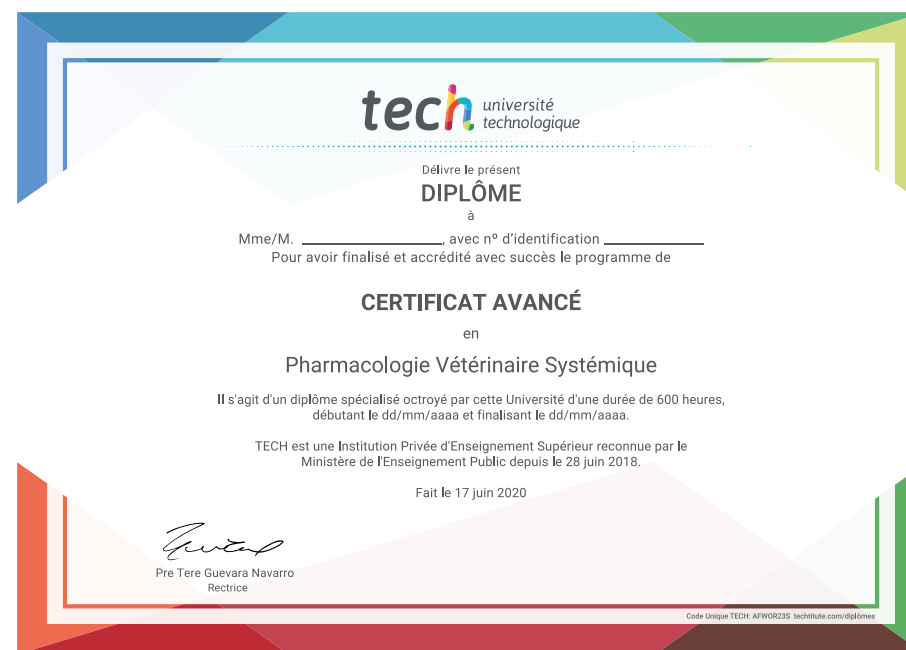 tech université
technologique
Délivre le présent
DIPLÔME
à
Mme/M. ____________________, avec nº d'identification ______________
Pour avoir finalisé et accrédité avec succès le programme de
CERTIFICAT AVANCÉ
en
Pharmacologie Vétérinaire Systémique
Il s'agit d'un diplôme spécialisé octroyé par cette Université d'une durée de 600 heures,
débutant le dd/mm/aaaa et finalisant le dd/mm/aaaa.
TECH est une Institution Privée d'Enseignement Supérieur reconnue par le
Ministère de l'Enseignement Public depuis le 28 juin 2018.
Fait le 17 juin 2020
Pre Tere Guevara Navarro
Rectrice
Code Unique TECH: AFWOR23S techtitute.com/diplômes